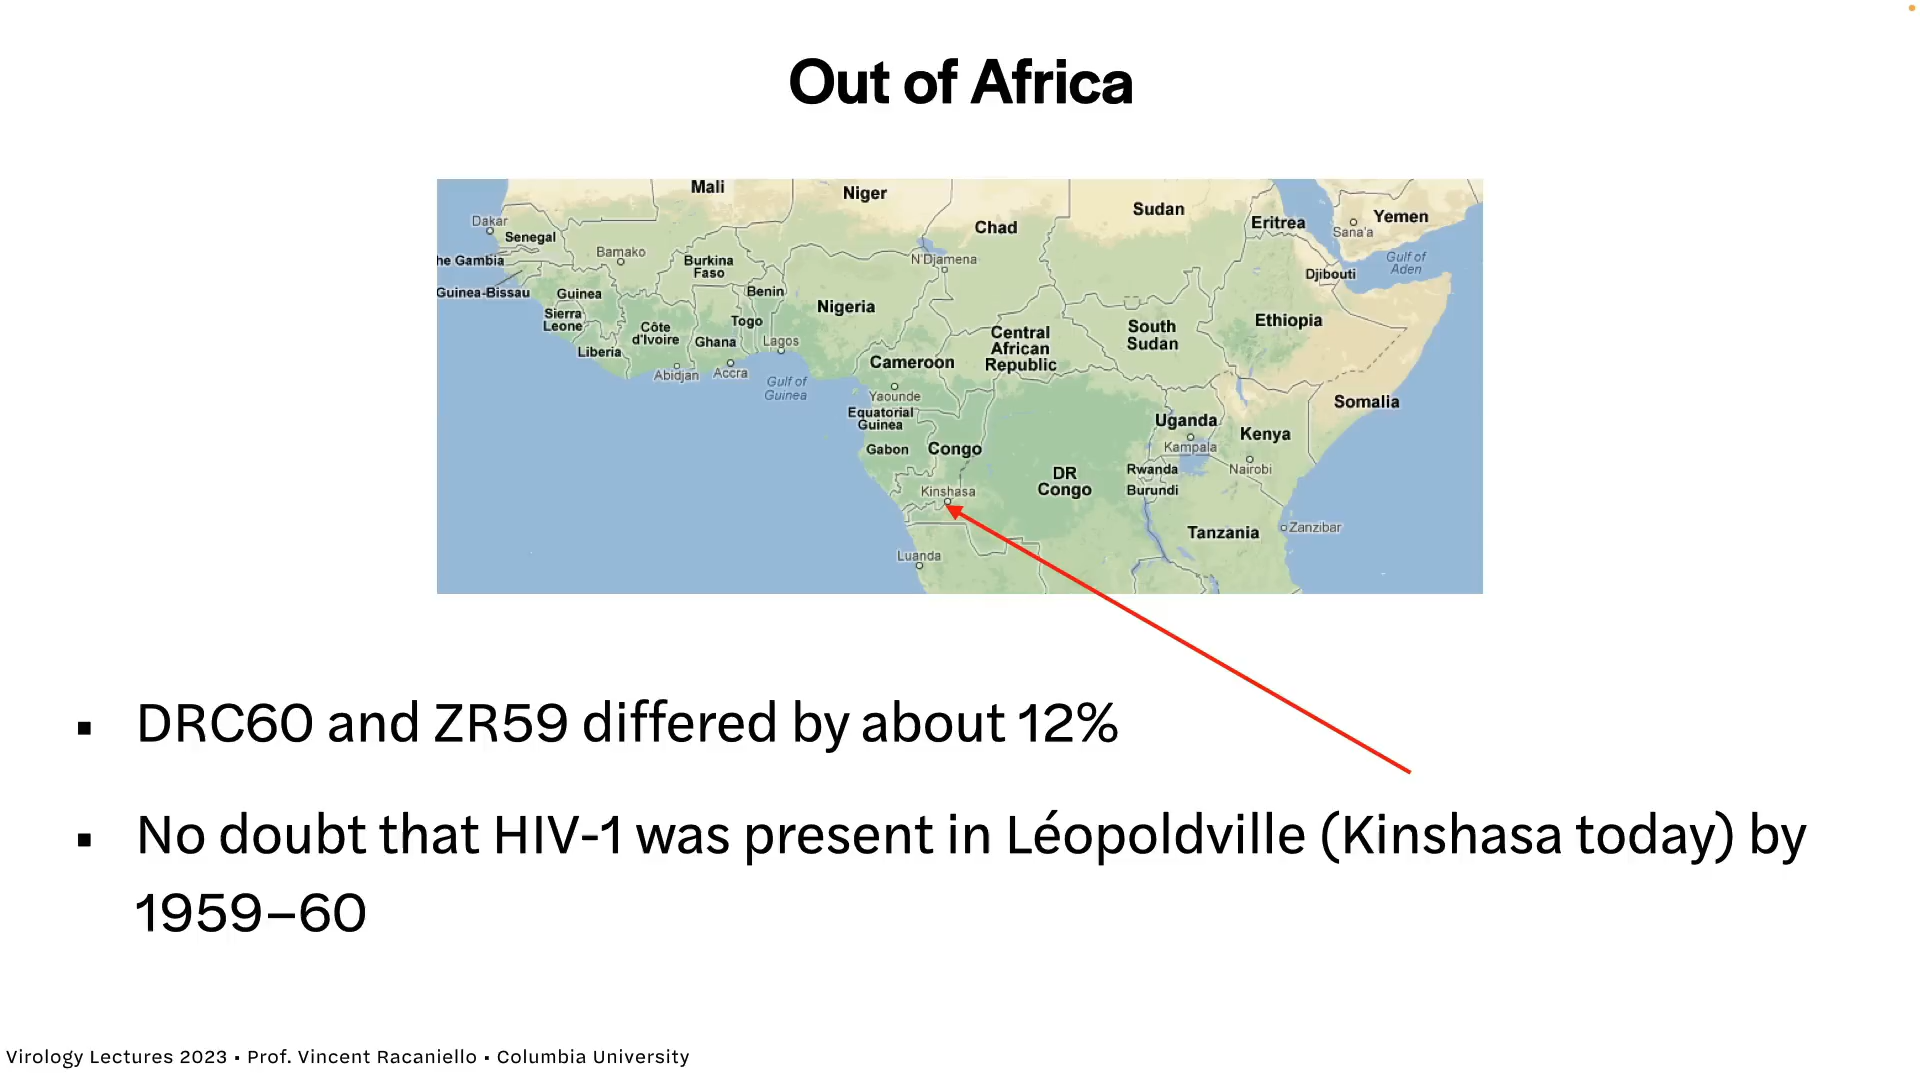 Out of Africa
Mali
Niger
Chad
Sudan
Eritrea
Yemen
Sana'a
Dakar
Senegal
Bamako
Burkina
Faso
N'Djamena
Gulf of
Aden
he Gambia
Djibouti
Guinea-Bissau
Guinea
Benin
Nigeria
Sierra
Leone
Côte
d'Ivoire
Togo
Ghana
Lagos
Central
African
Republic
South
Sudan
Ethiopia
Liberia
Abidjan
Accra
Cameroon
Gulf of
Guinea
Yaounde
Somalia
Equatorial
Guinea
Uganda
Kenya
Gabon
Congo
Kampala
DR
Congo
Rwanda
Nairobi
Kinshasa
Burundi
Tanzania
Zanzibar
Luanda
▪ DRC60 and ZR59 differed by about 12%
▪ No doubt that HIV-1 was present in Léopoldville (Kinshasa today) by
1959–60
Virology Lectures 2023 ▪ Prof. Vincent Racaniello ▪ Columbia University